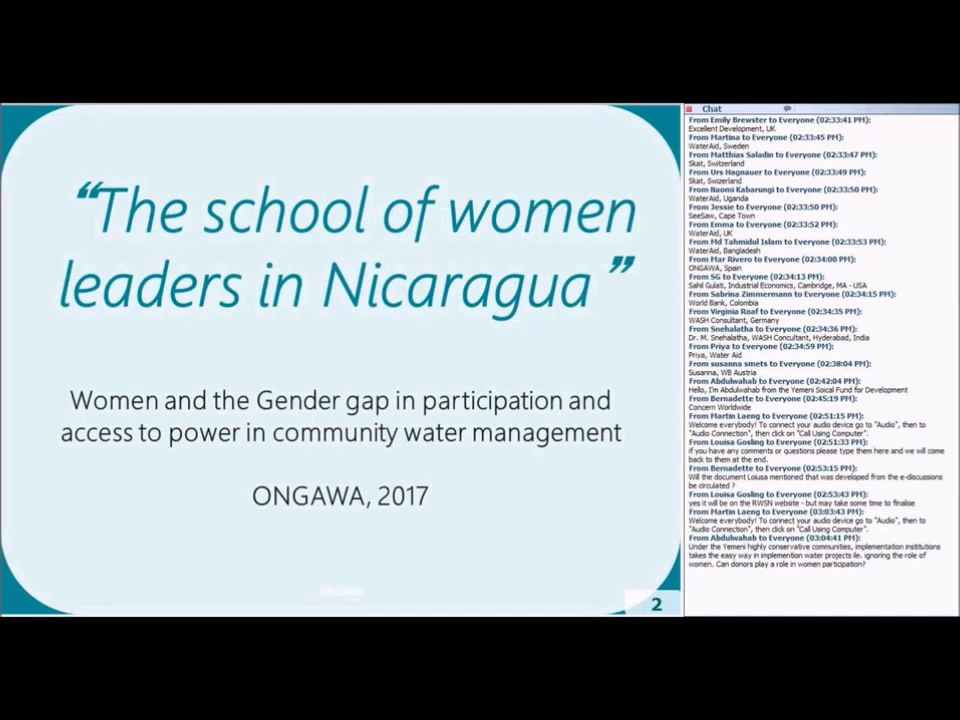 “The school of women
leaders in Nicaragua”
Women and the Gender gap in participation and
access to power in community water management
ONGAWA, 2017
2
Chat
From Emily Brewster to Everyone (02:33:41 PM):
Excellent Development, UK
From Martina to Everyone (02:33:45 PM):
WaterAid, Sweden
From Matthias Saladin to Everyone (02:33:47 PM):
Skat, Switzerland
From Urs Hagnauer to Everyone (02:33:49 PM):
Skat, Swizerland
From Naomi Kabarungi to Everyone (02:33:50 PM):
WaterAid, Uganda
From Jessie to Everyone (02:33:50 PM):
SeeSaw, Cape Town
From Emma to Everyone (02:33:52 PM):
WaterAid, UK
From Md Tahmidul Islam to Everyone (02:33:53 PM):
WaterAid, Bangladesh
From Mar Rivero to Everyone (02:34:00 PM):
ONGAWA, Spain
From SG to Everyone (02:34:13 PM):
Sahil Gulati, Industrial Economics, Cambridge, MA - USA
From Sabrina Zimmermann to Everyone (02:34:15 PM):
World Bank, Colombia
From Virginia Roaf to Everyone (02:34:35 PM):
WASH Consultant, Germany
From Snehalatha to Everyone (02:34:36 PM):
Dr. M. Snehalatha, WASH Concultant, Hyderabad, India
From Priya to Everyone (02:34:59 PM):
Priya, Water Aid
From susanna smets to Everyone (02:38:04 PM):
Susanna, WB Austria
From Abdulwahab to Everyone (02:42:04 PM):
Hello, I'm Abdulwahab from the Yemeni Soical Fund for Development
From Bernadette to Everyone (02:45:19 PM):
Concern Worldwide
From Martin Laeng to Everyone (02:51:15 PM):
Welcome everybody! To connect your audio device go to "Audio", then to
"Audio Connection", then click on "Call Using Computer".
From Louisa Gosling to Everyone (02:51:33 PM):
if you have any comments or questions please type them here and we will come
back to them at the end.
From Bernadette to Everyone (02:53:15 PM):
Will the document Loiusa mentioned that was developed from the e-discussions
be circulated ?
From Louisa Gosling to Everyone (02:53:43 PM):
yes it will be on the RWSN website - but may take some time to finalise
From Martin Laeng to Everyone (03:03:43 PM):
Welcome everybody! To connect your audio device go to "Audio", then to
"Audio Connection", then click on "Call Using Computer".
From Abdulwahab to Everyone (03:04:41 PM):
Under the Yemeni highly conservative communities, implementation institutions
takes the easy way in implemention water projects ile. ignoring the role of
women. Can donors play a role in women participation?